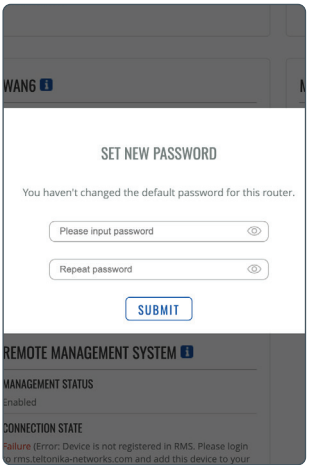 WAN6 i
SET NEW PASSWORD
You haven't changed the default password for this router.
Please input password
Repeat password
SUBMIT
REMOTE MANAGEMENT SYSTEM i
MANAGEMENT STATUS
Enabled
CONNECTION STATE
Failure (Error: Device is not registered in RMS. Please login
to rms.teltonika-networks.com and add this device to your